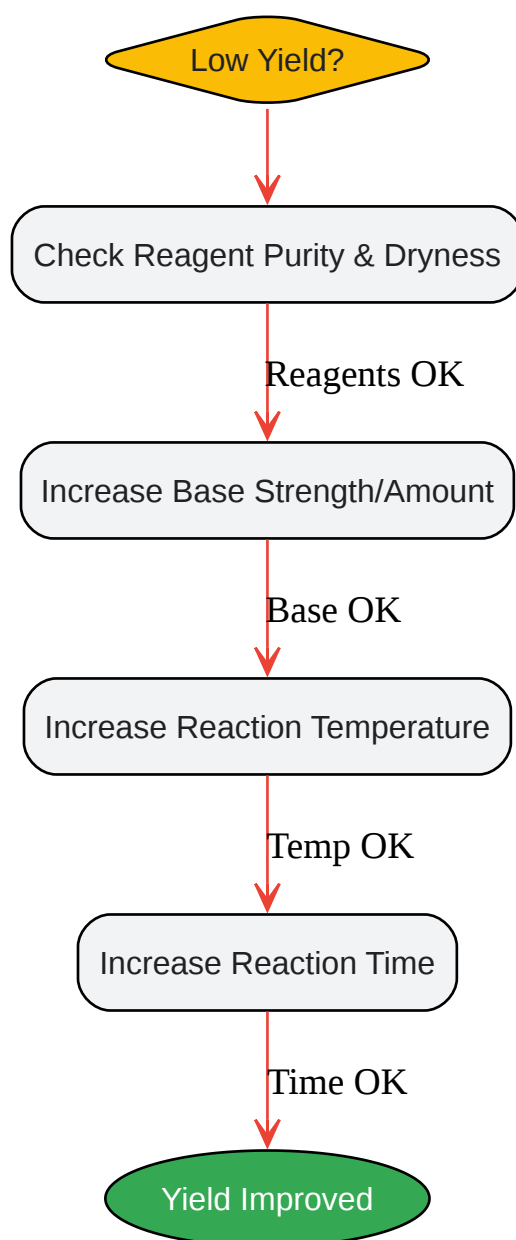 Low Yield?
Check Reagent Purity & Dryness
Reagents OK
Increase Base Strength/Amount
Base OK
Increase Reaction Temperature
Temp OK
Increase Reaction Time
Time OK
Yield Improved